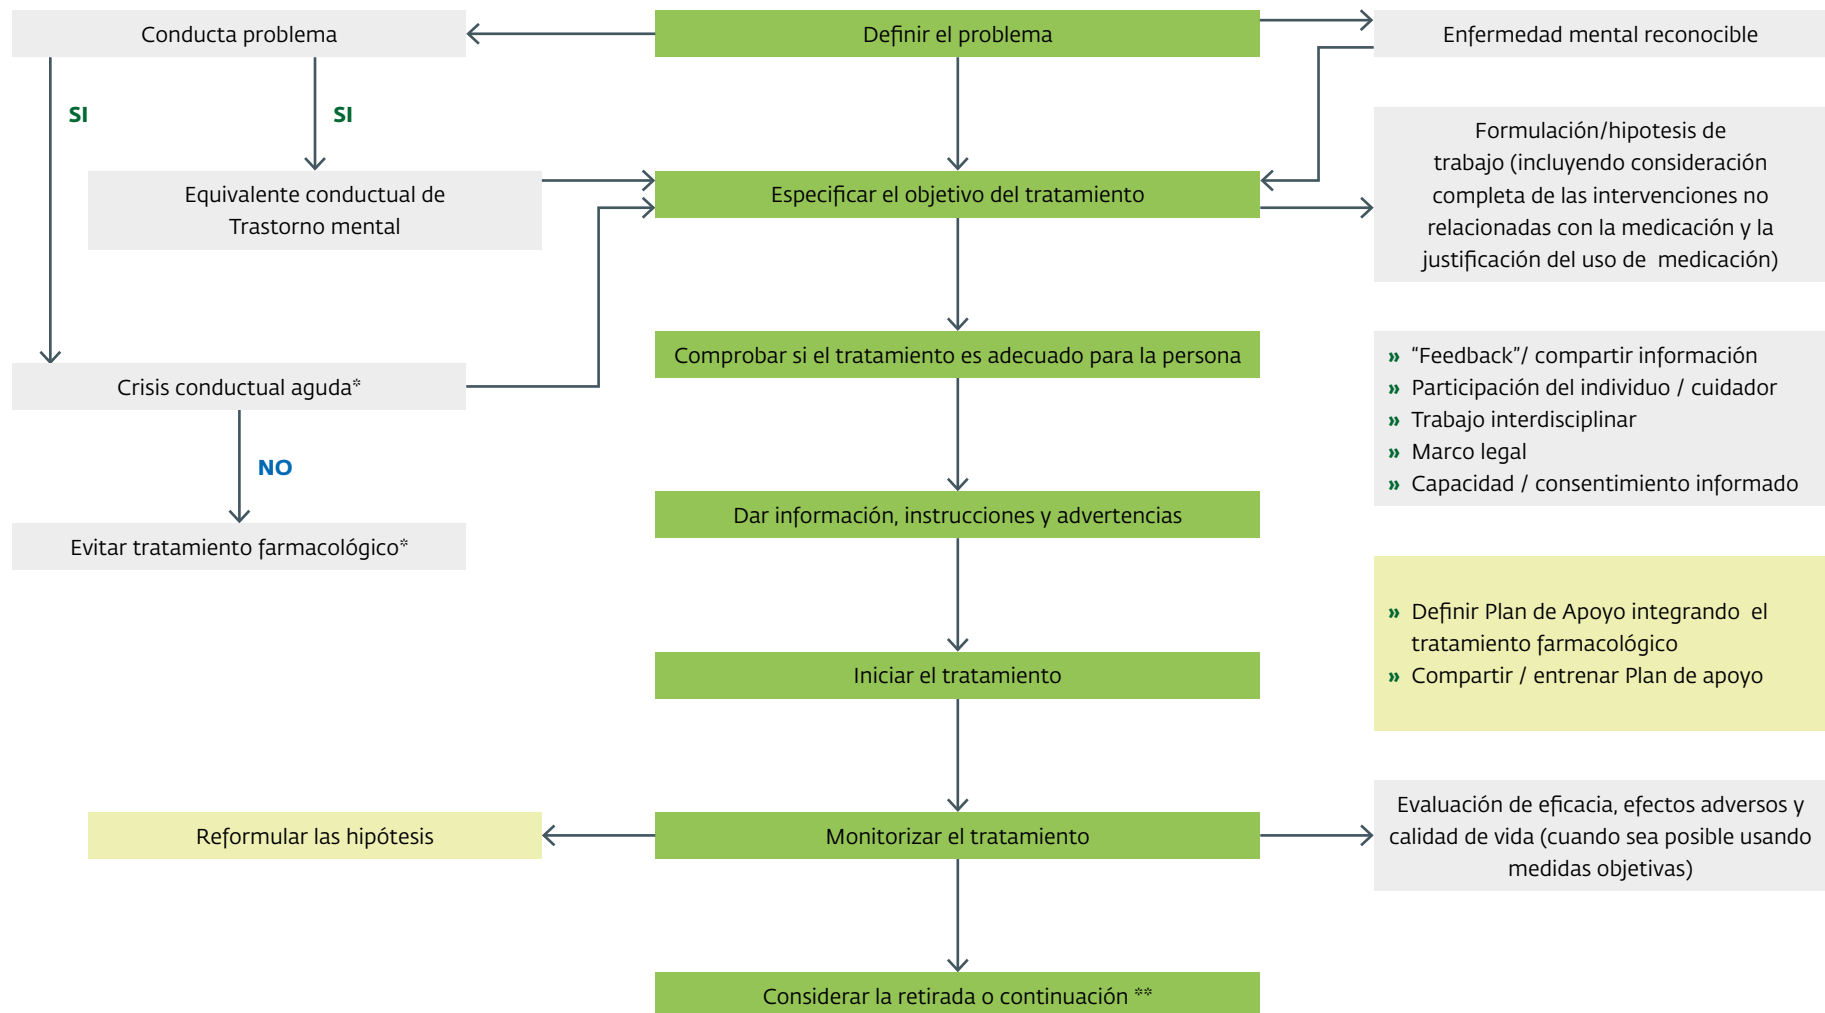 Conducta problema
Definir el problema
Enfermedad mental reconocible
SI
SI
Equivalente conductual de
Trastorno mental
Especificar el objetivo del tratamiento
Formulación/hipotesis de
trabajo (incluyendo consideración
completa de las intervenciones no
relacionadas con la medicación y la
justificación del uso de medicación)
Comprobar si el tratamiento es adecuado para la persona
Crisis conductual aguda*
» "Feedback"/ compartir información
» Participación del individuo / cuidador
» Trabajo interdisciplinar
» Marco legal
» Capacidad / consentimiento informado
NO
Dar información, instrucciones y advertencias
Evitar tratamiento farmacológico*
» Definir Plan de Apoyo integrando el
tratamiento farmacológico
» Compartir / entrenar Plan de apoyo
Iniciar el tratamiento
Reformular las hipótesis
Monitorizar el tratamiento
Evaluación de eficacia, efectos adversos y
calidad de vida (cuando sea posible usando
medidas objetivas)
Considerar la retirada o continuación **